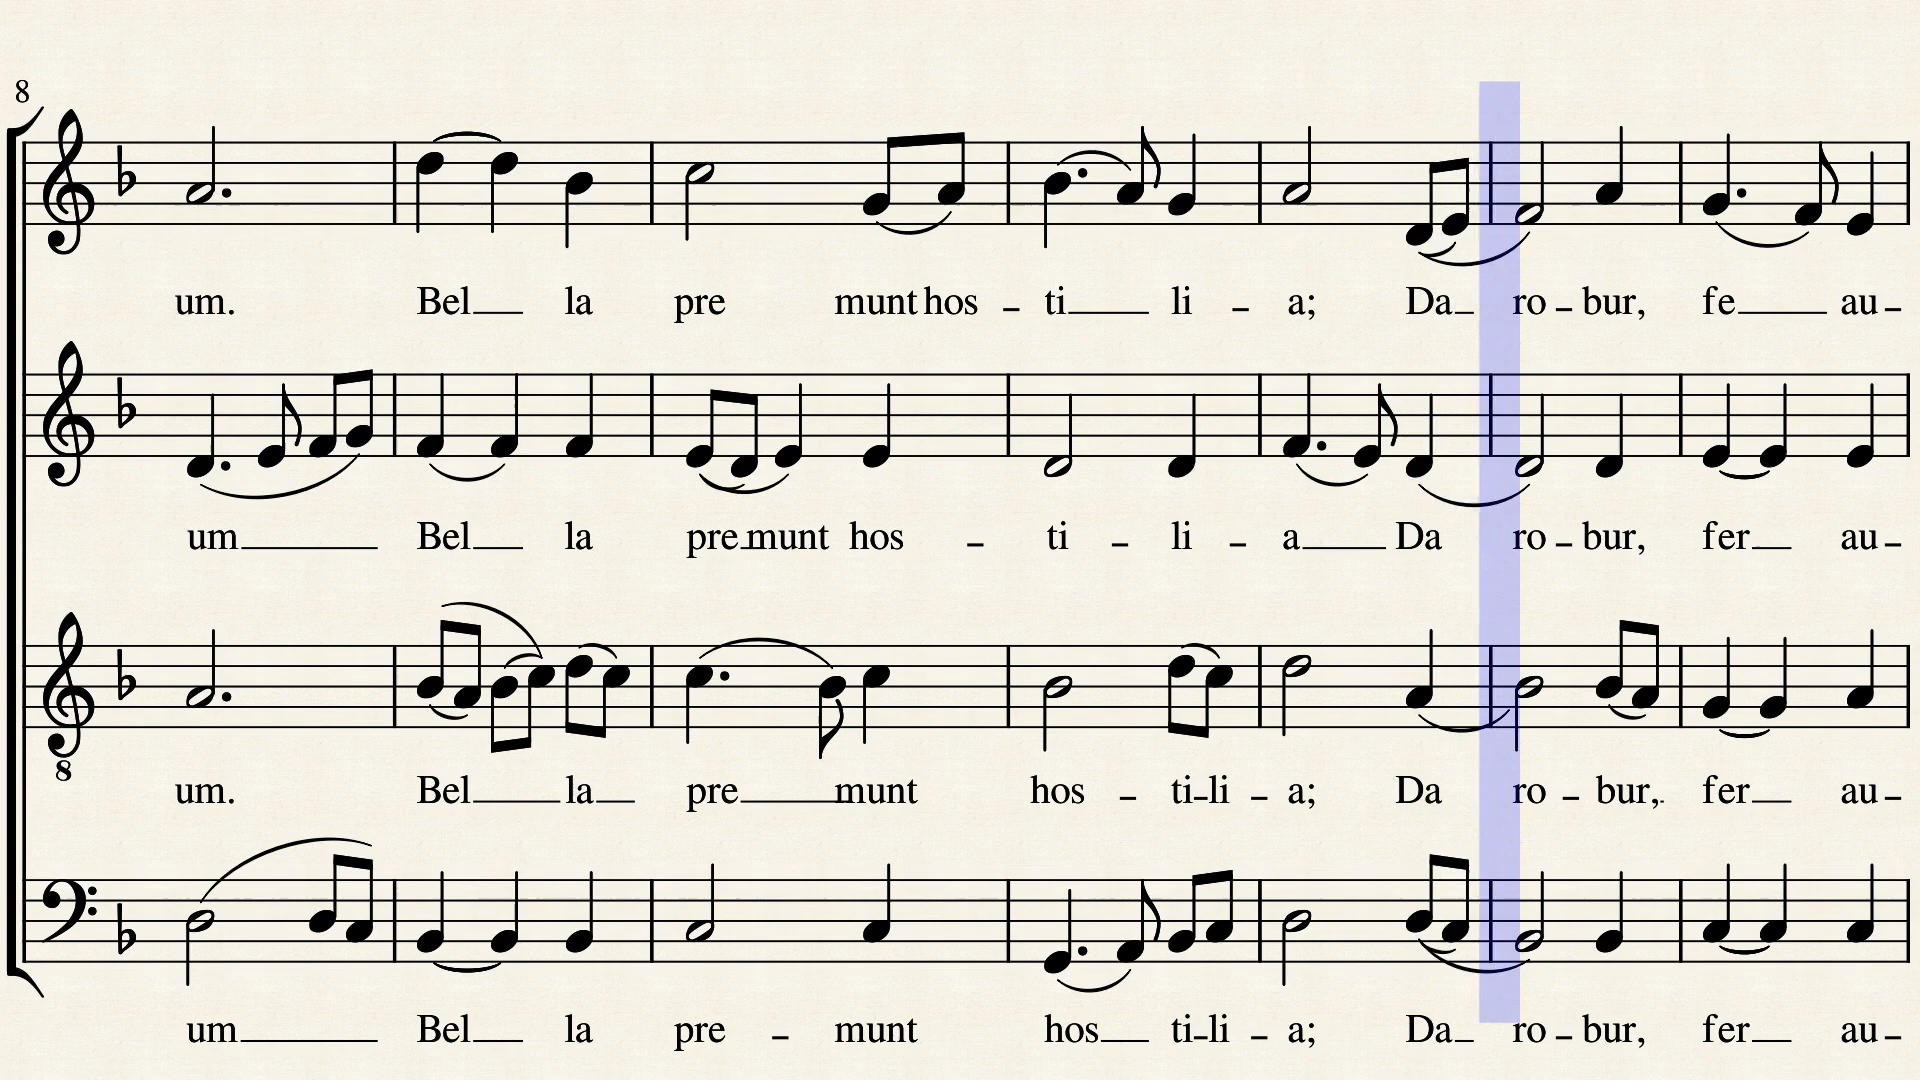 8
um. Bel la pre munt hos - ti li - a; Da ro - bur, fe au -
um Bel la pre munt hos - ti - li - a Da ro - bur, fer au -
8
um. Bel la pre munt hos - ti - li - a; Da ro - bur, fer au -
um Bel la pre - munt hos ti - li - a; Da ro - bur, fer au -